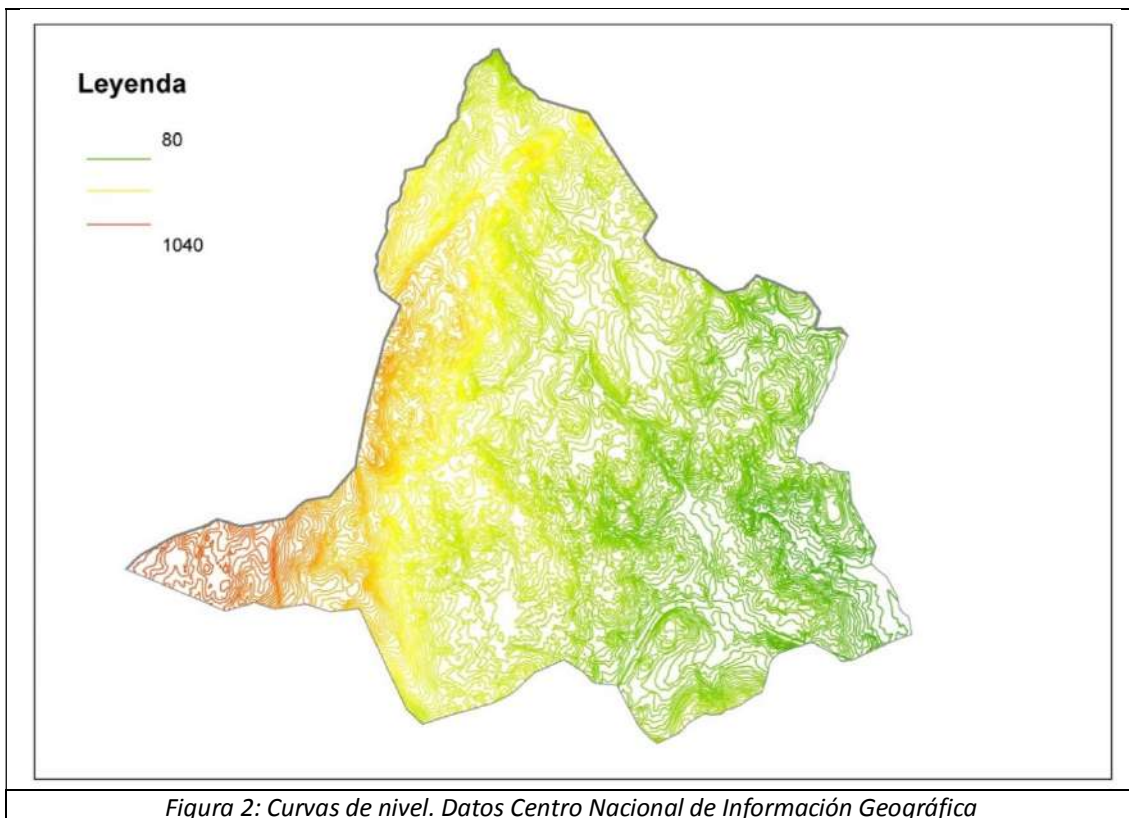 Leyenda
80
1040
Figura 2: Curvas de nivel. Datos Centro Nacional de Información Geográfica